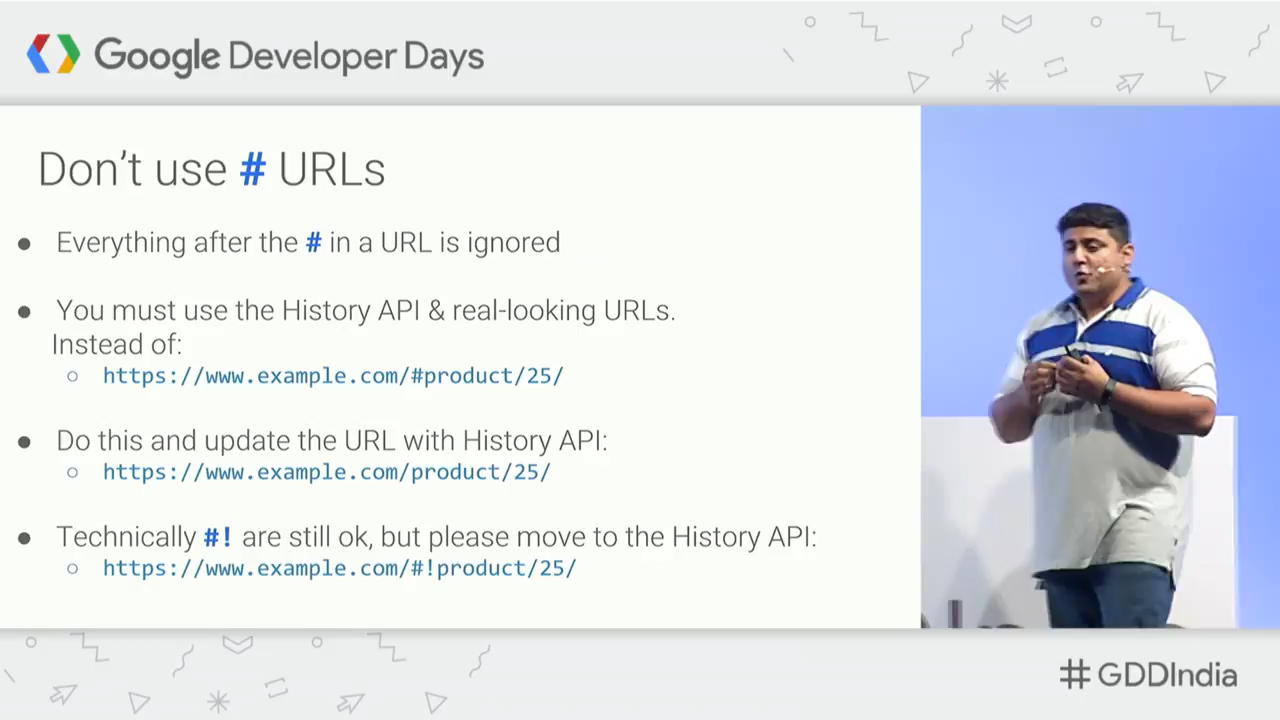 Google Developer Days
Don't use # URLs
● Everything after the # in a URL is ignored
● You must use the History API & real-looking URLs.
Instead of:
○ https://www.example.com/#product/25/
● Do this and update the URL with History API:
○ https://www.example.com/product/25/
● Technically #! are still ok, but please move to the History API:
○ https://www.example.com/#!product/25/
#GDDIndia